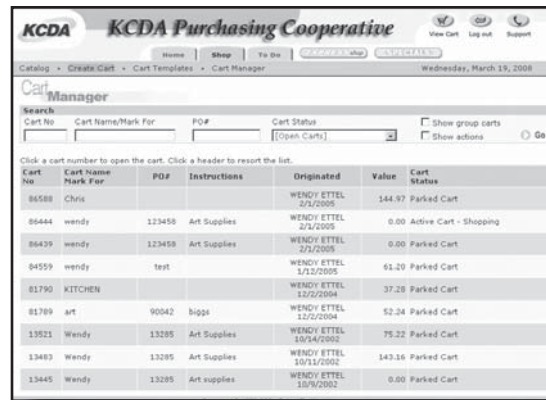 KCDA KCDA Purchasing Cooperative
View Cart Log out Support
Home Shop To Do
Catalog • Create Cart • Cart Templates • Cart Manager Wednesday, March 19, 2008
Cart Manager
Search
Cart No Cart Name/Mark For PO# Cart Status Show group carts
[Open Carts] Show actions Go
Click a cart number to open the cart. Click a header to resort the list.
Cart No Cart Name Mark For PO# Instructions Originated Value Cart Status
86588 Chris WENDY ETTEL 2/1/2005 144.97 Parked Cart
86444 wendy 123458 Art Supplies WENDY ETTEL 2/1/2005 0.00 Active Cart - Shopping
86439 wendy 123458 Art Supplies WENDY ETTEL 2/1/2005 0.00 Parked Cart
84559 wendy test WENDY ETTEL 1/12/2005 61.20 Parked Cart
81790 KITCHEN WENDY ETTEL 12/2/2004 37.28 Parked Cart
81789 art 90042 biggs WENDY ETTEL 12/2/2004 52.24 Parked Cart
13521 Wendy 13285 Art Supplies WENDY ETTEL 10/14/2002 75.22 Parked Cart
13483 Wendy 13285 Art Supplies WENDY ETTEL 10/11/2002 143.16 Parked Cart
13445 Wendy 13285 Art supplies WENDY ETTEL 10/9/2002 0.00 Parked Cart